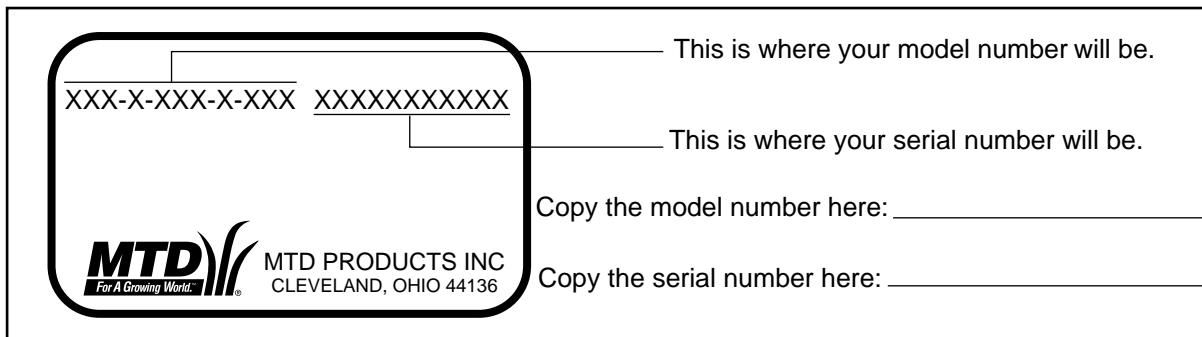 This is where your model number will be.
XXX-X-XXX-X-XXX XXXXXXXXXXX
This is where your serial number will be.
Copy the model number here:
MTD
For A Growing World.™
®
MTD PRODUCTS INC
CLEVELAND, OHIO 44136
Copy the serial number here: